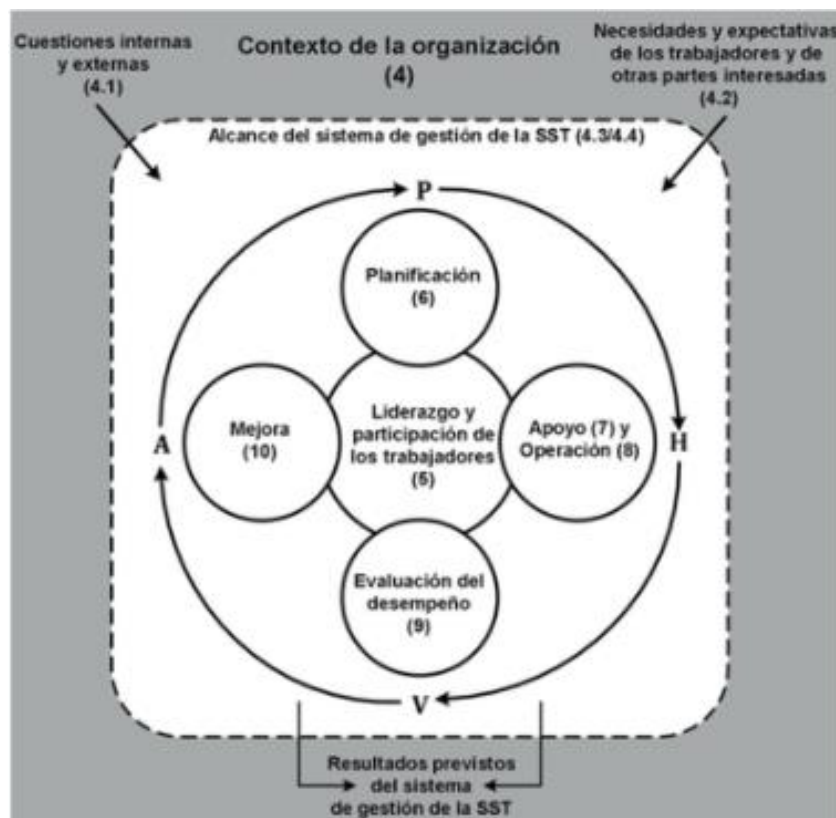 Cuestiones internas
y externas
(4.1)
Contexto de la organización
(4)
Necesidades y expectativas
de los trabajadores y de
otras partes interesadas
(4.2)
Alcance del sistema de gestión de la SST (4.3/4.4)
P
Planificación
(6)
A
Mejora
(10)
Liderazgo y
participación de
los trabajadores
(5)
Apoyo (7) y
Operación (8)
H
Evaluación del
desempeño
(9)
V
Resultados previstos
del sistema
de gestión de la SST